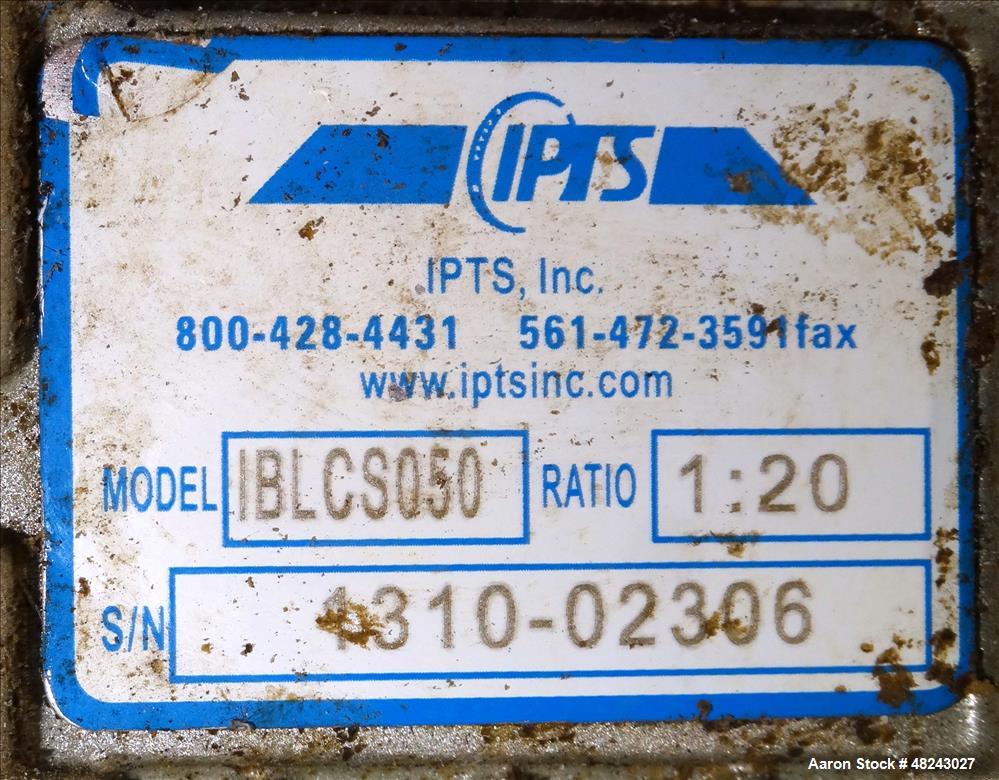 IPTS
IPTS, Inc.
800-428-4431 561-472-3591fax
www.iptsinc.com
MODEL IBLCS050 RATIO 1:20
S/N 1310-02306
Aaron Stock # 48243027